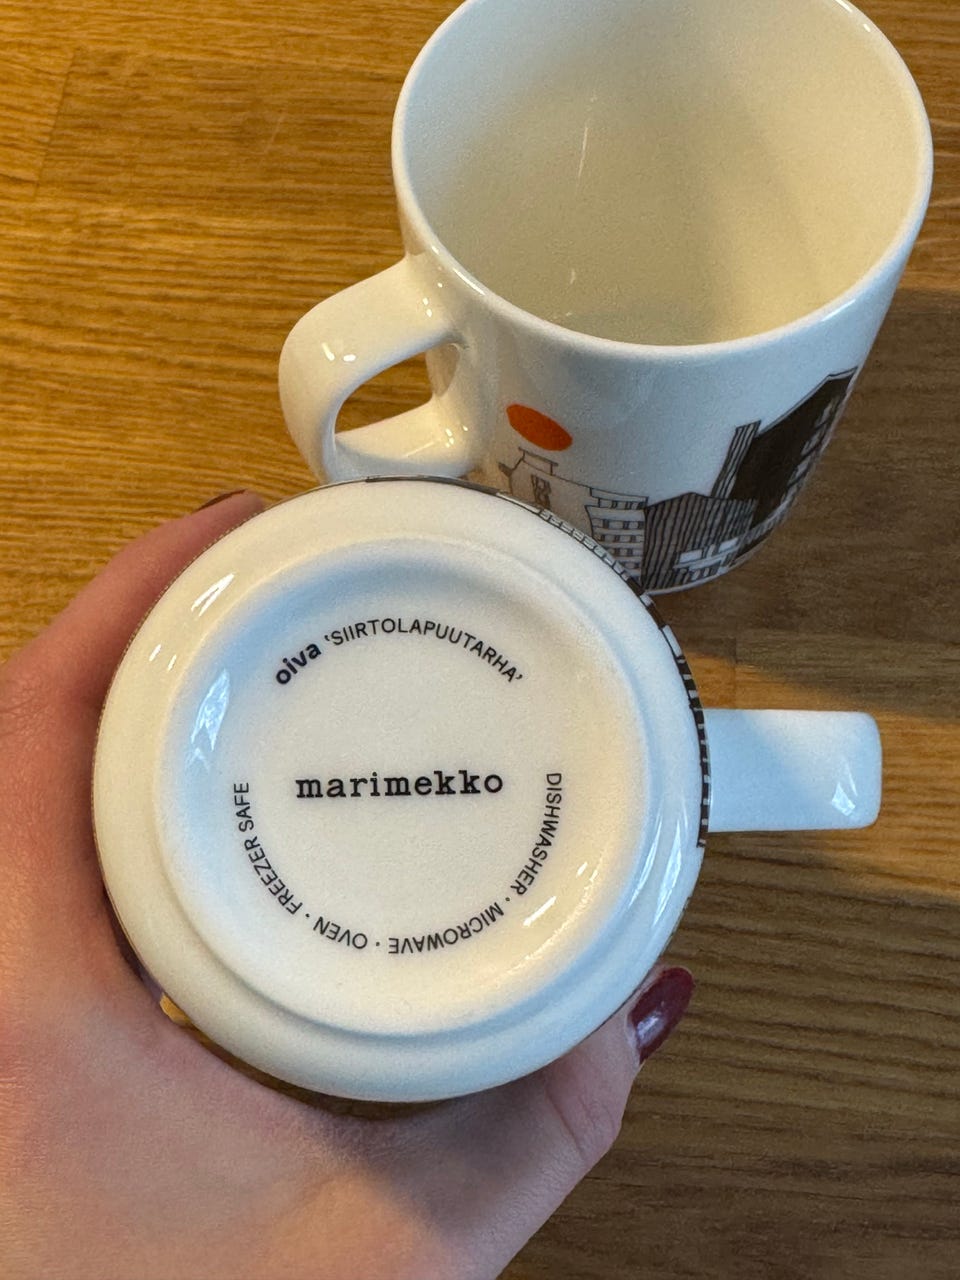 oiva 'SIIRTOLAPUUTARHA'
marimekko
DISHWASHER · MICROWAVE · OVEN · FREEZER SAFE